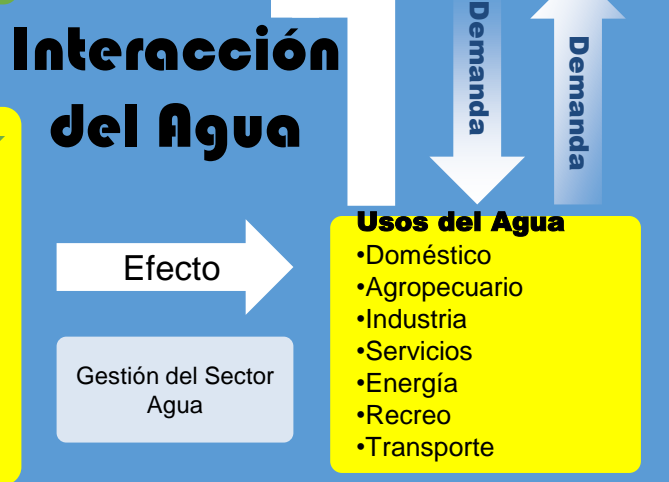 Interacción
del Agua
Demanda
Demanda
Efecto
Gestión del Sector
Agua
Usos del Agua
•Doméstico
•Agropecuario
•Industria
•Servicios
•Energía
•Recreo
•Transporte